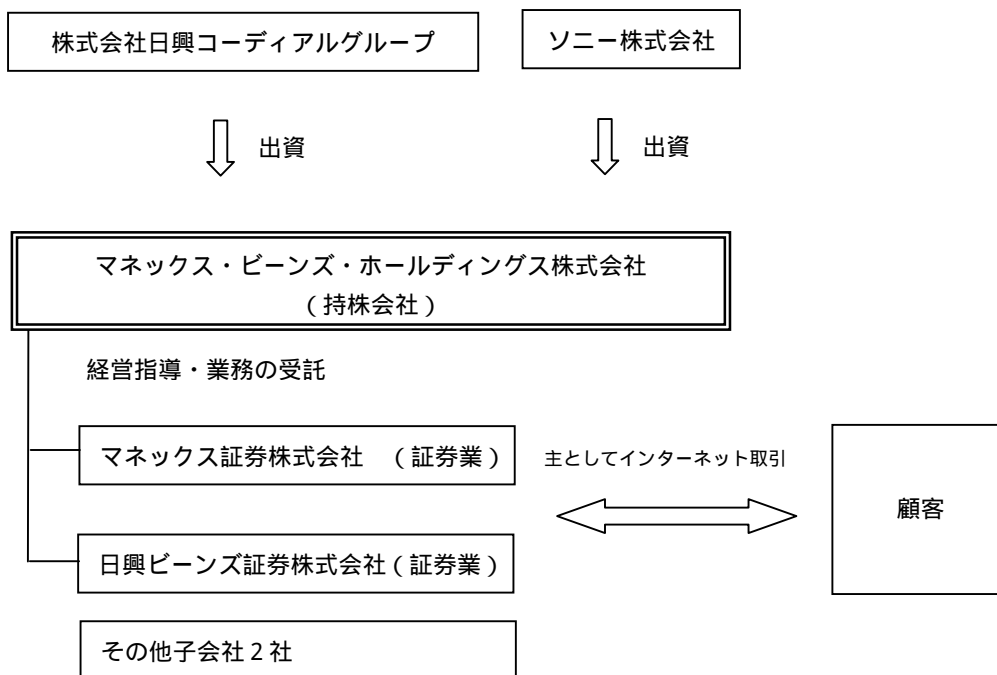 株式会社日興コーディアルグループ
ソニー株式会社
出資
出資
マネックス・ビーンズ・ホールディングス株式会社
（持株会社）
経営指導・業務の受託
マネックス証券株式会社　（証券業）
主としてインターネット取引
顧客
日興ビーンズ証券株式会社（証券業）
その他子会社２社